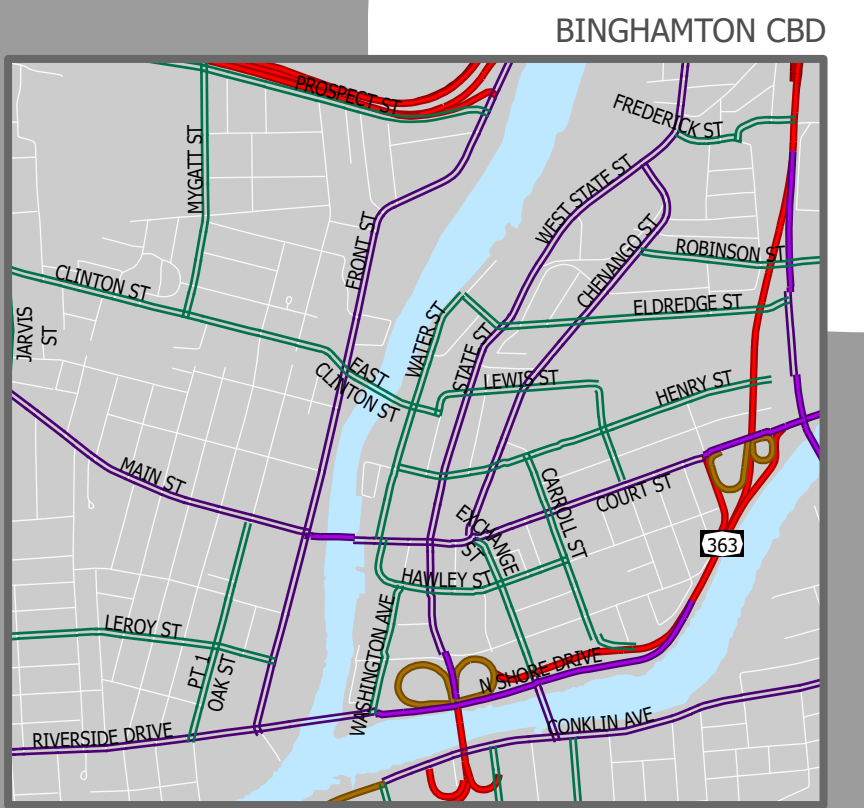 BINGHAMTON CBD
PROSPECT ST
FREDERICK ST
MYGATT ST
WEST STATE ST
FRONT ST
CHENANGO ST
ROBINSON ST
CLINTON ST
ELDREDGE ST
JARVIS
ST
WATER ST
STATE ST
EAST
CLINTON ST
LEWIS ST
HENRY ST
MAIN ST
CARROLL ST
COURT ST
EXCHANGE
ST
363
HAWLEY ST
WASHINGTON AVE
LEROY ST
PT 1
OAK ST
N SHORE DRIVE
CONKLIN AVE
RIVERSIDE DRIVE